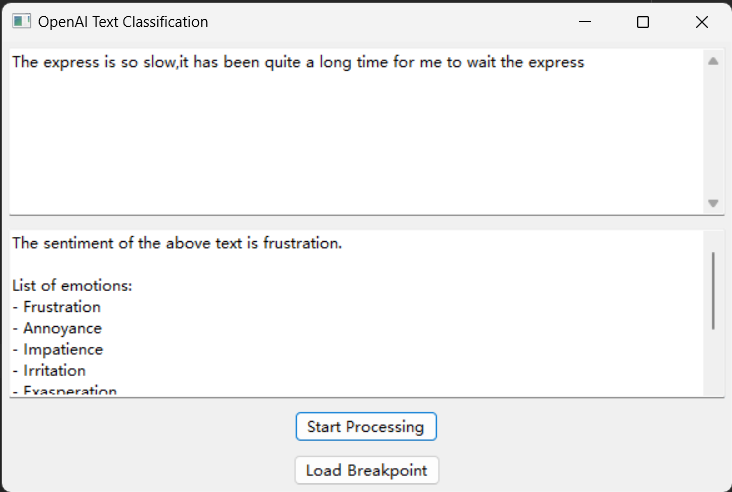 OpenAI Text Classification
The express is so slow,it has been quite a long time for me to wait the express
The sentiment of the above text is frustration.
List of emotions:
- Frustration
- Annoyance
- Impatience
- Irritation
- Exasperation
Start Processing
Load Breakpoint